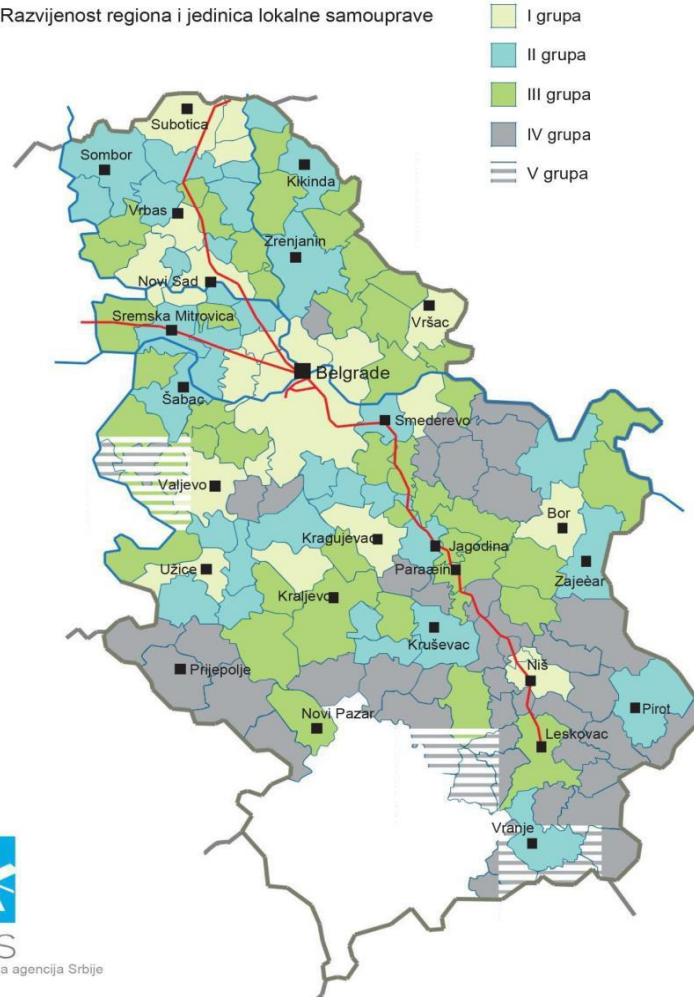 Razvijenost regiona i jedinica lokalne samouprave
I grupa
II grupa
III grupa
IV grupa
V grupa
Subotica
Sombor
Kikinda
Vrbas
Zrenjanin
Novi Sad
Sremska Mitrovica
Vršac
Belgrade
Šabac
Smederevo
Valjevo
Bor
Kragujevac
Jagodina
Užice
Paraæin
Zajeèar
Kraljevo
Kruševac
Niš
Prijepolje
Pirot
Novi Pazar
Leskovac
Vranje
S
a agencija Srbije